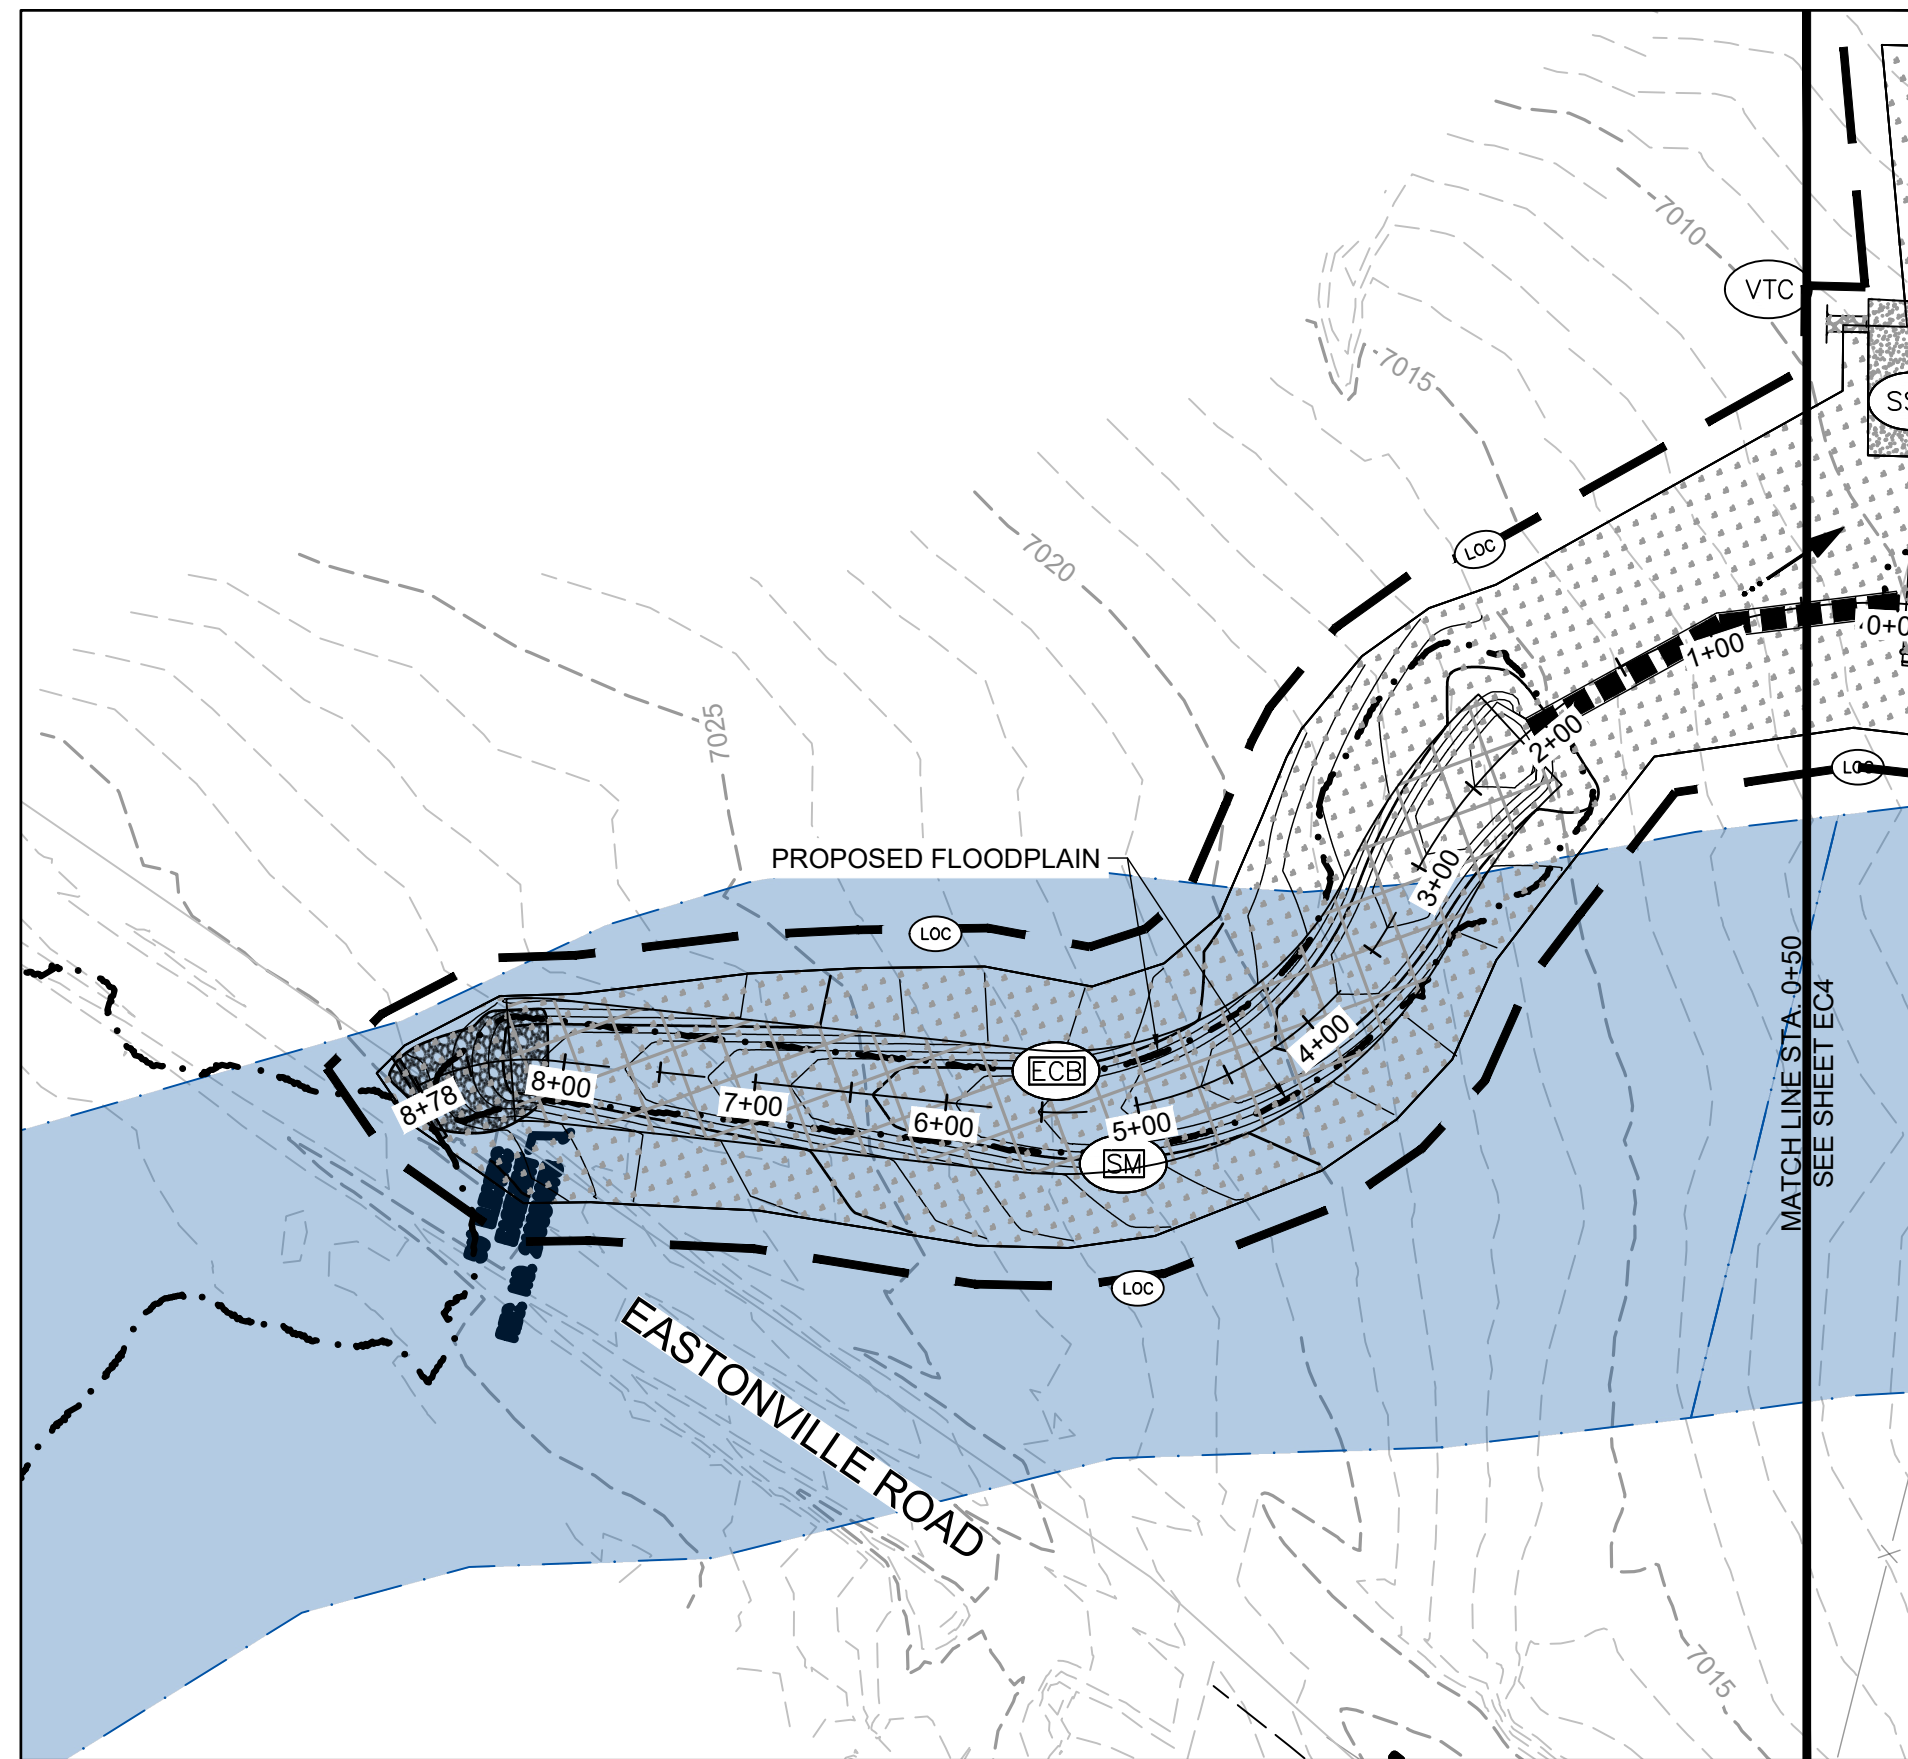 7010
VTC
7015
SS
LOC
7020
0+0
1+00
7025
2+00
LOC
PROPOSED FLOODPLAIN
3+00
LOC
MATCH LINE STA. 0+50
SEE SHEET EC4
4+00
ECB
8+00
8+78
7+00
6+00
5+00
SM
LOC
EASTONVILLE ROAD
7015